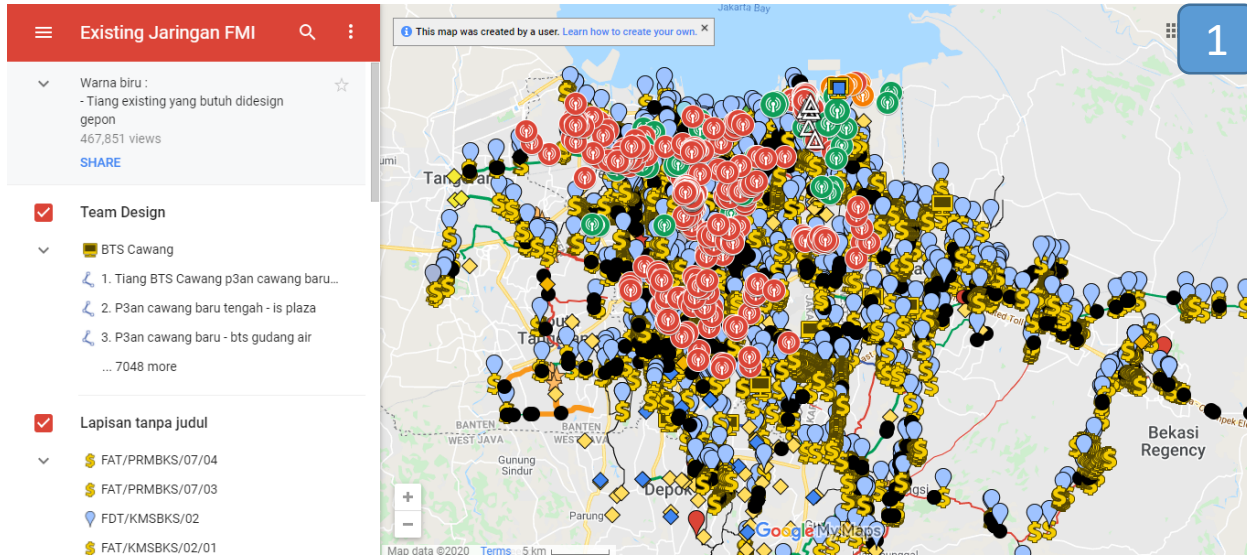 Existing Jaringan FMI
Warna biru :
- Tiang existing yang butuh didesign
gepon
467,851 views
SHARE
Team Design
BTS Cawang
1. Tiang BTS Cawang p3an cawang baru...
2. P3an cawang baru tengah - is plaza
3. P3an cawang baru - bts gudang air
... 7048 more
Lapisan tanpa judul
FAT/PRMBKS/07/04
FAT/PRMBKS/07/03
FDT/KMSBKS/02
FAT/KMSBKS/02/01
This map was created by a user. Learn how to create your own.
1
Jakarta Bay
BANTEN
WEST JAVA
BANTEN
WEST JAVA
Gunung
Sindur
Parung
Depok
Bekasi
Regency
Google My Maps
Map data ©2020 Terms 5 km